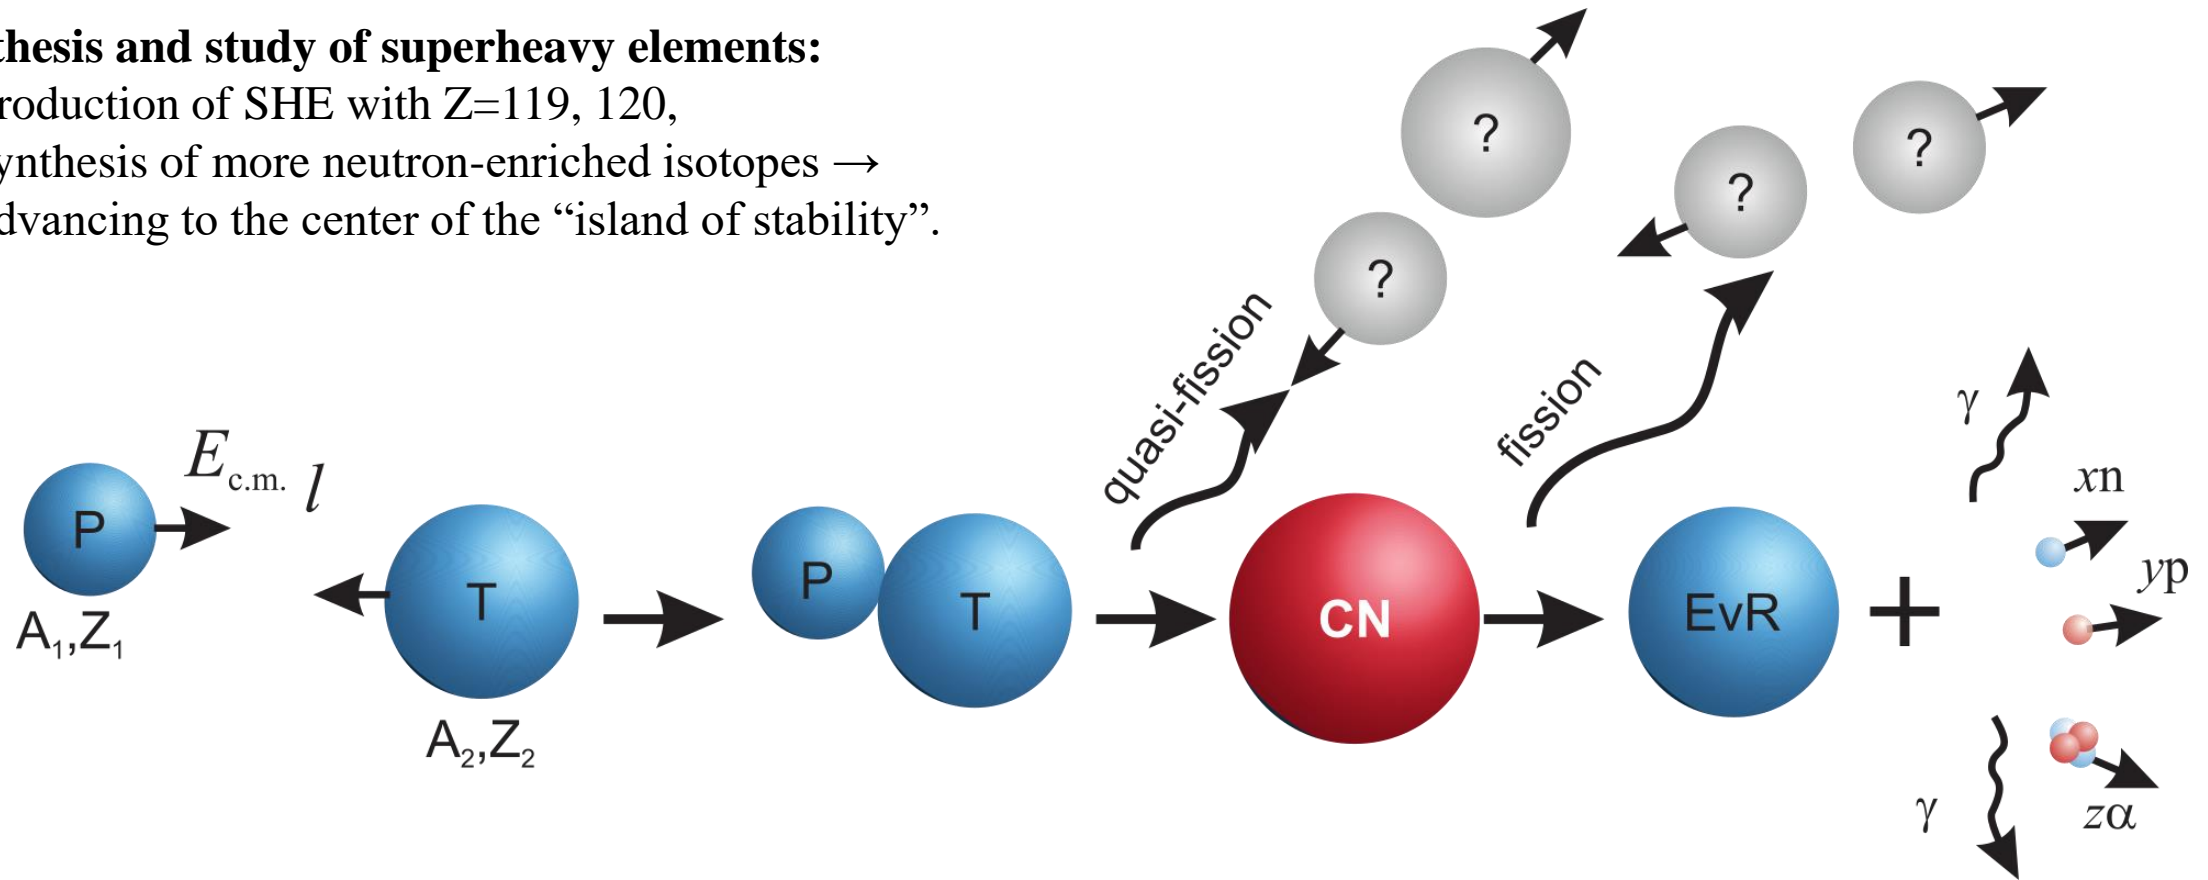 thesis and study of superheavy elements:
roduction of SHE with Z=119, 120,
ynthesis of more neutron-enriched isotopes →
dvancing to the center of the “island of stability”.
?
?
?
?
quasi-fission
fission
γ
E c.m. l
xn
P
T
P
T
CN
EvR
+
yp
A₁,Z₁
A₂,Z₂
γ
zα